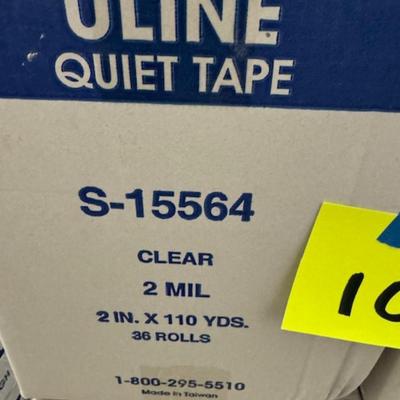 ULINE
QUIET TAPE
S-15564
CLEAR
2 MIL
2 IN. X 110 YDS.
36 ROLLS
1-800-295-5510
Made in Taiwan